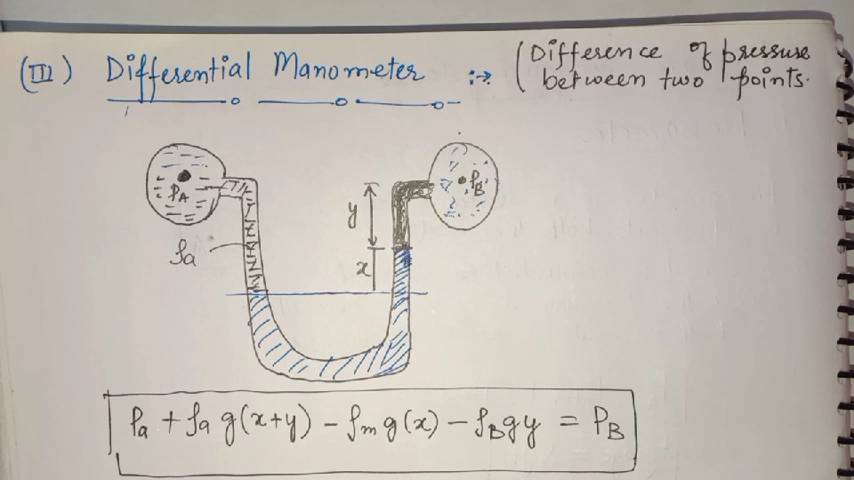 (III) Differential Manometer :→ (Difference of pressure
between two points.
PA
PB
y
ρa
x
Pa + ρa g(x+y) - ρm g(x) - ρB g y = PB